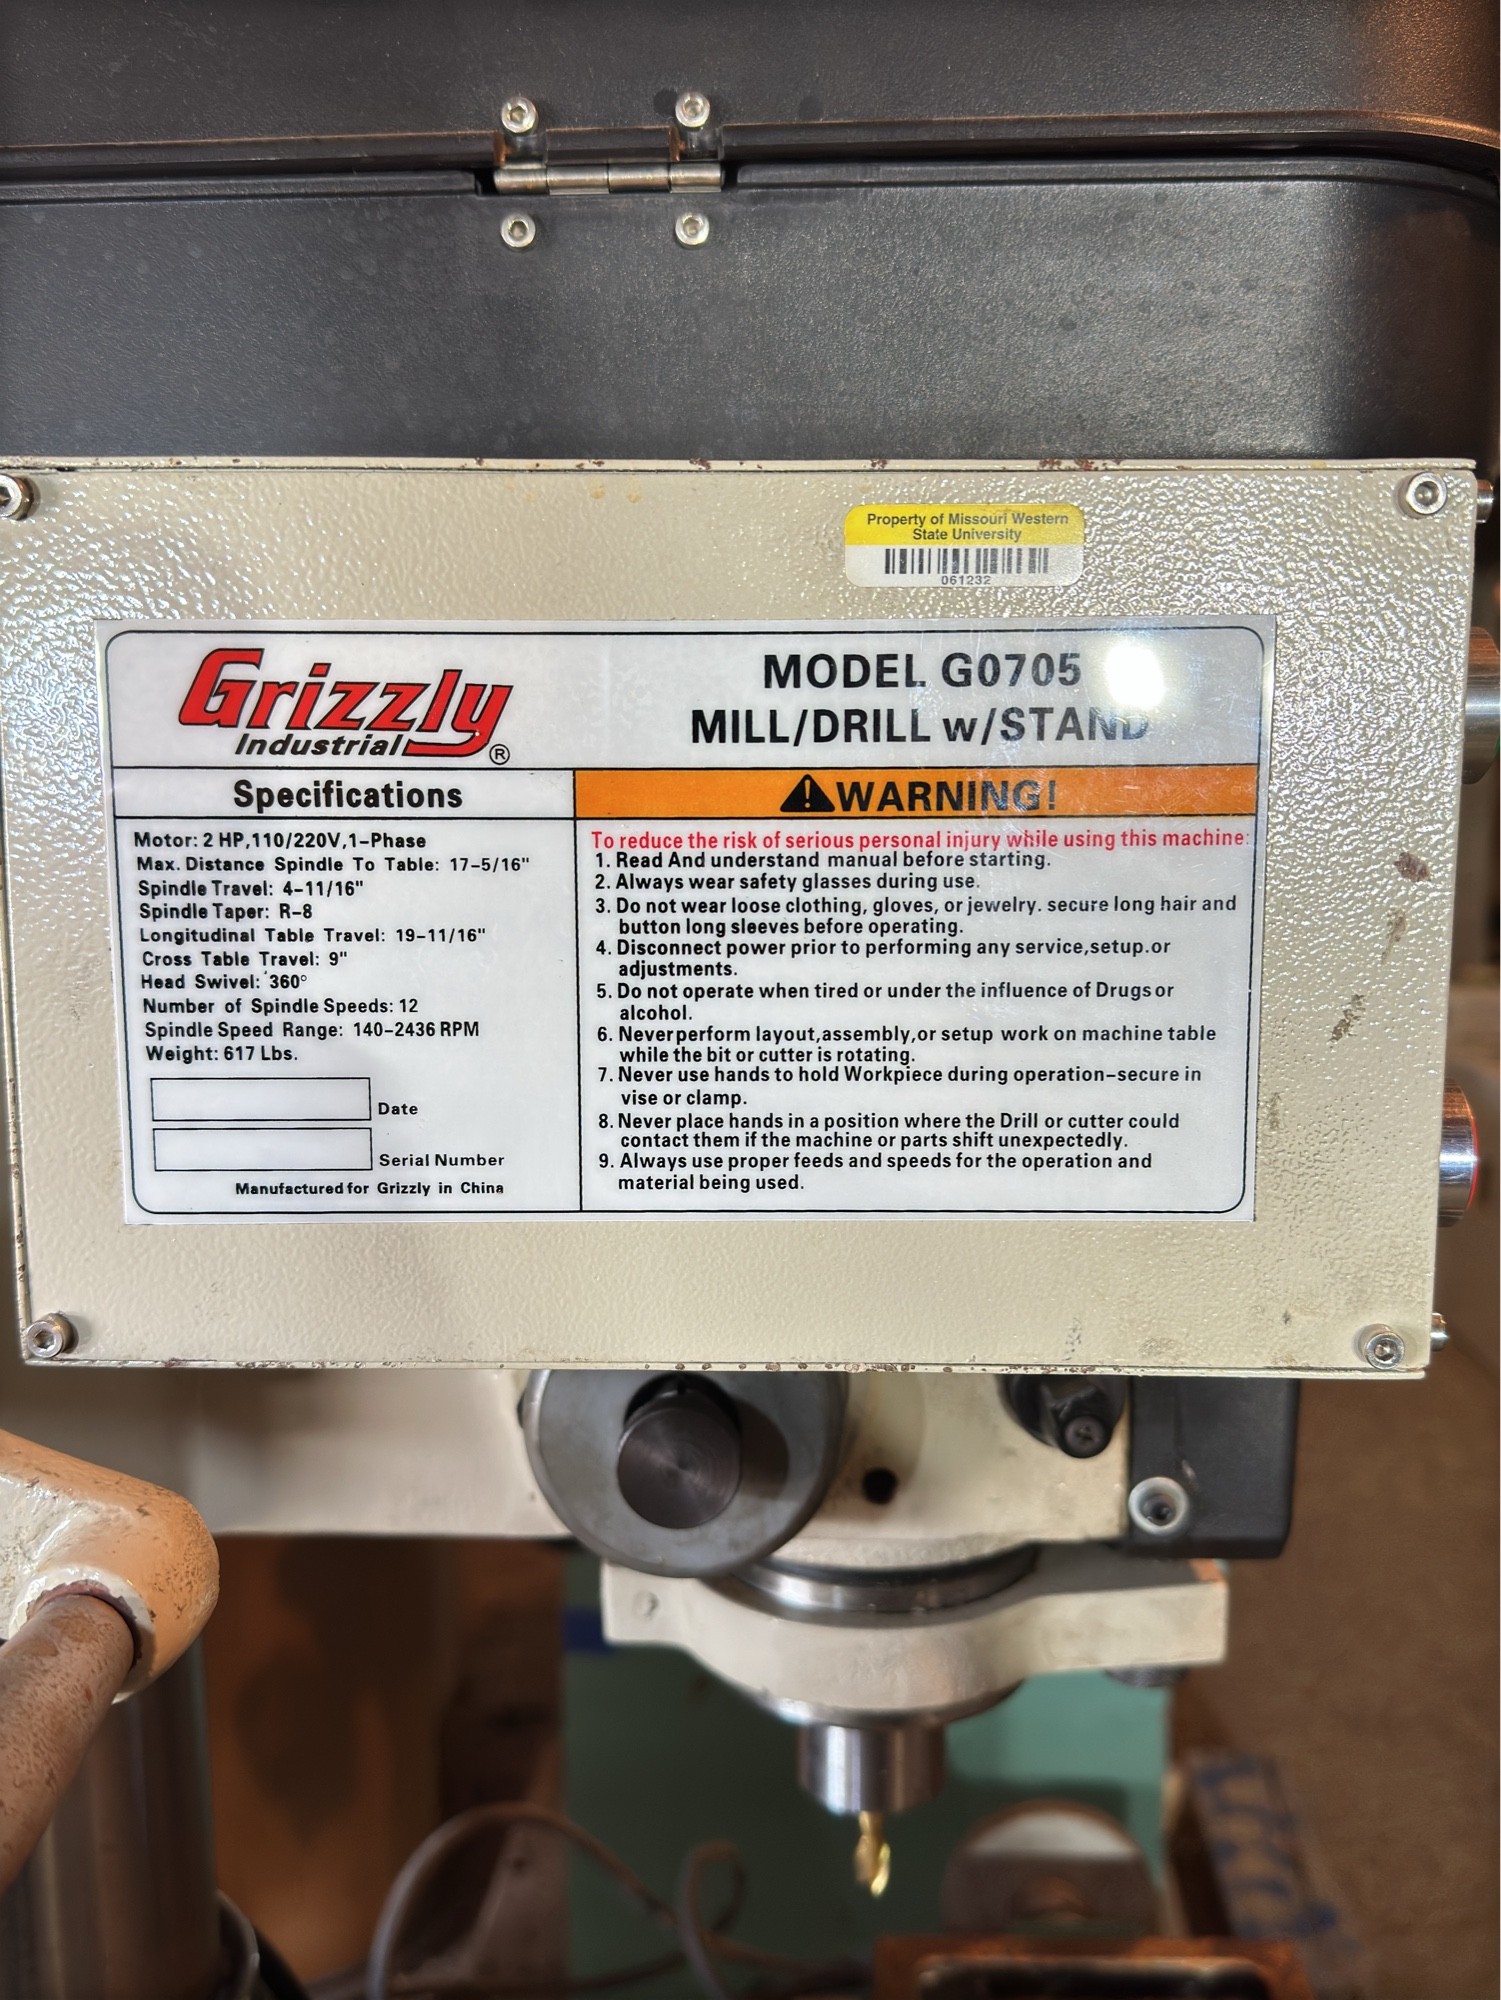 Property of Missouri Western
State University
061232
Grizzly
Industrial ®
MODEL G0705
MILL/DRILL w/STAND
Specifications
Motor: 2 HP,110/220V,1-Phase
Max. Distance Spindle To Table: 17-5/16"
Spindle Travel: 4-11/16"
Spindle Taper: R-8
Longitudinal Table Travel: 19-11/16"
Cross Table Travel: 9"
Head Swivel: 360°
Number of Spindle Speeds: 12
Spindle Speed Range: 140-2436 RPM
Weight: 617 Lbs.
Date
Serial Number
Manufactured for Grizzly in China
WARNING!
To reduce the risk of serious personal injury while using this machine:
1. Read And understand manual before starting.
2. Always wear safety glasses during use.
3. Do not wear loose clothing, gloves, or jewelry. secure long hair and
button long sleeves before operating.
4. Disconnect power prior to performing any service,setup.or
adjustments.
5. Do not operate when tired or under the influence of Drugs or
alcohol.
6. Never perform layout,assembly,or setup work on machine table
while the bit or cutter is rotating.
7. Never use hands to hold Workpiece during operation-secure in
vise or clamp.
8. Never place hands in a position where the Drill or cutter could
contact them if the machine or parts shift unexpectedly.
9. Always use proper feeds and speeds for the operation and
material being used.